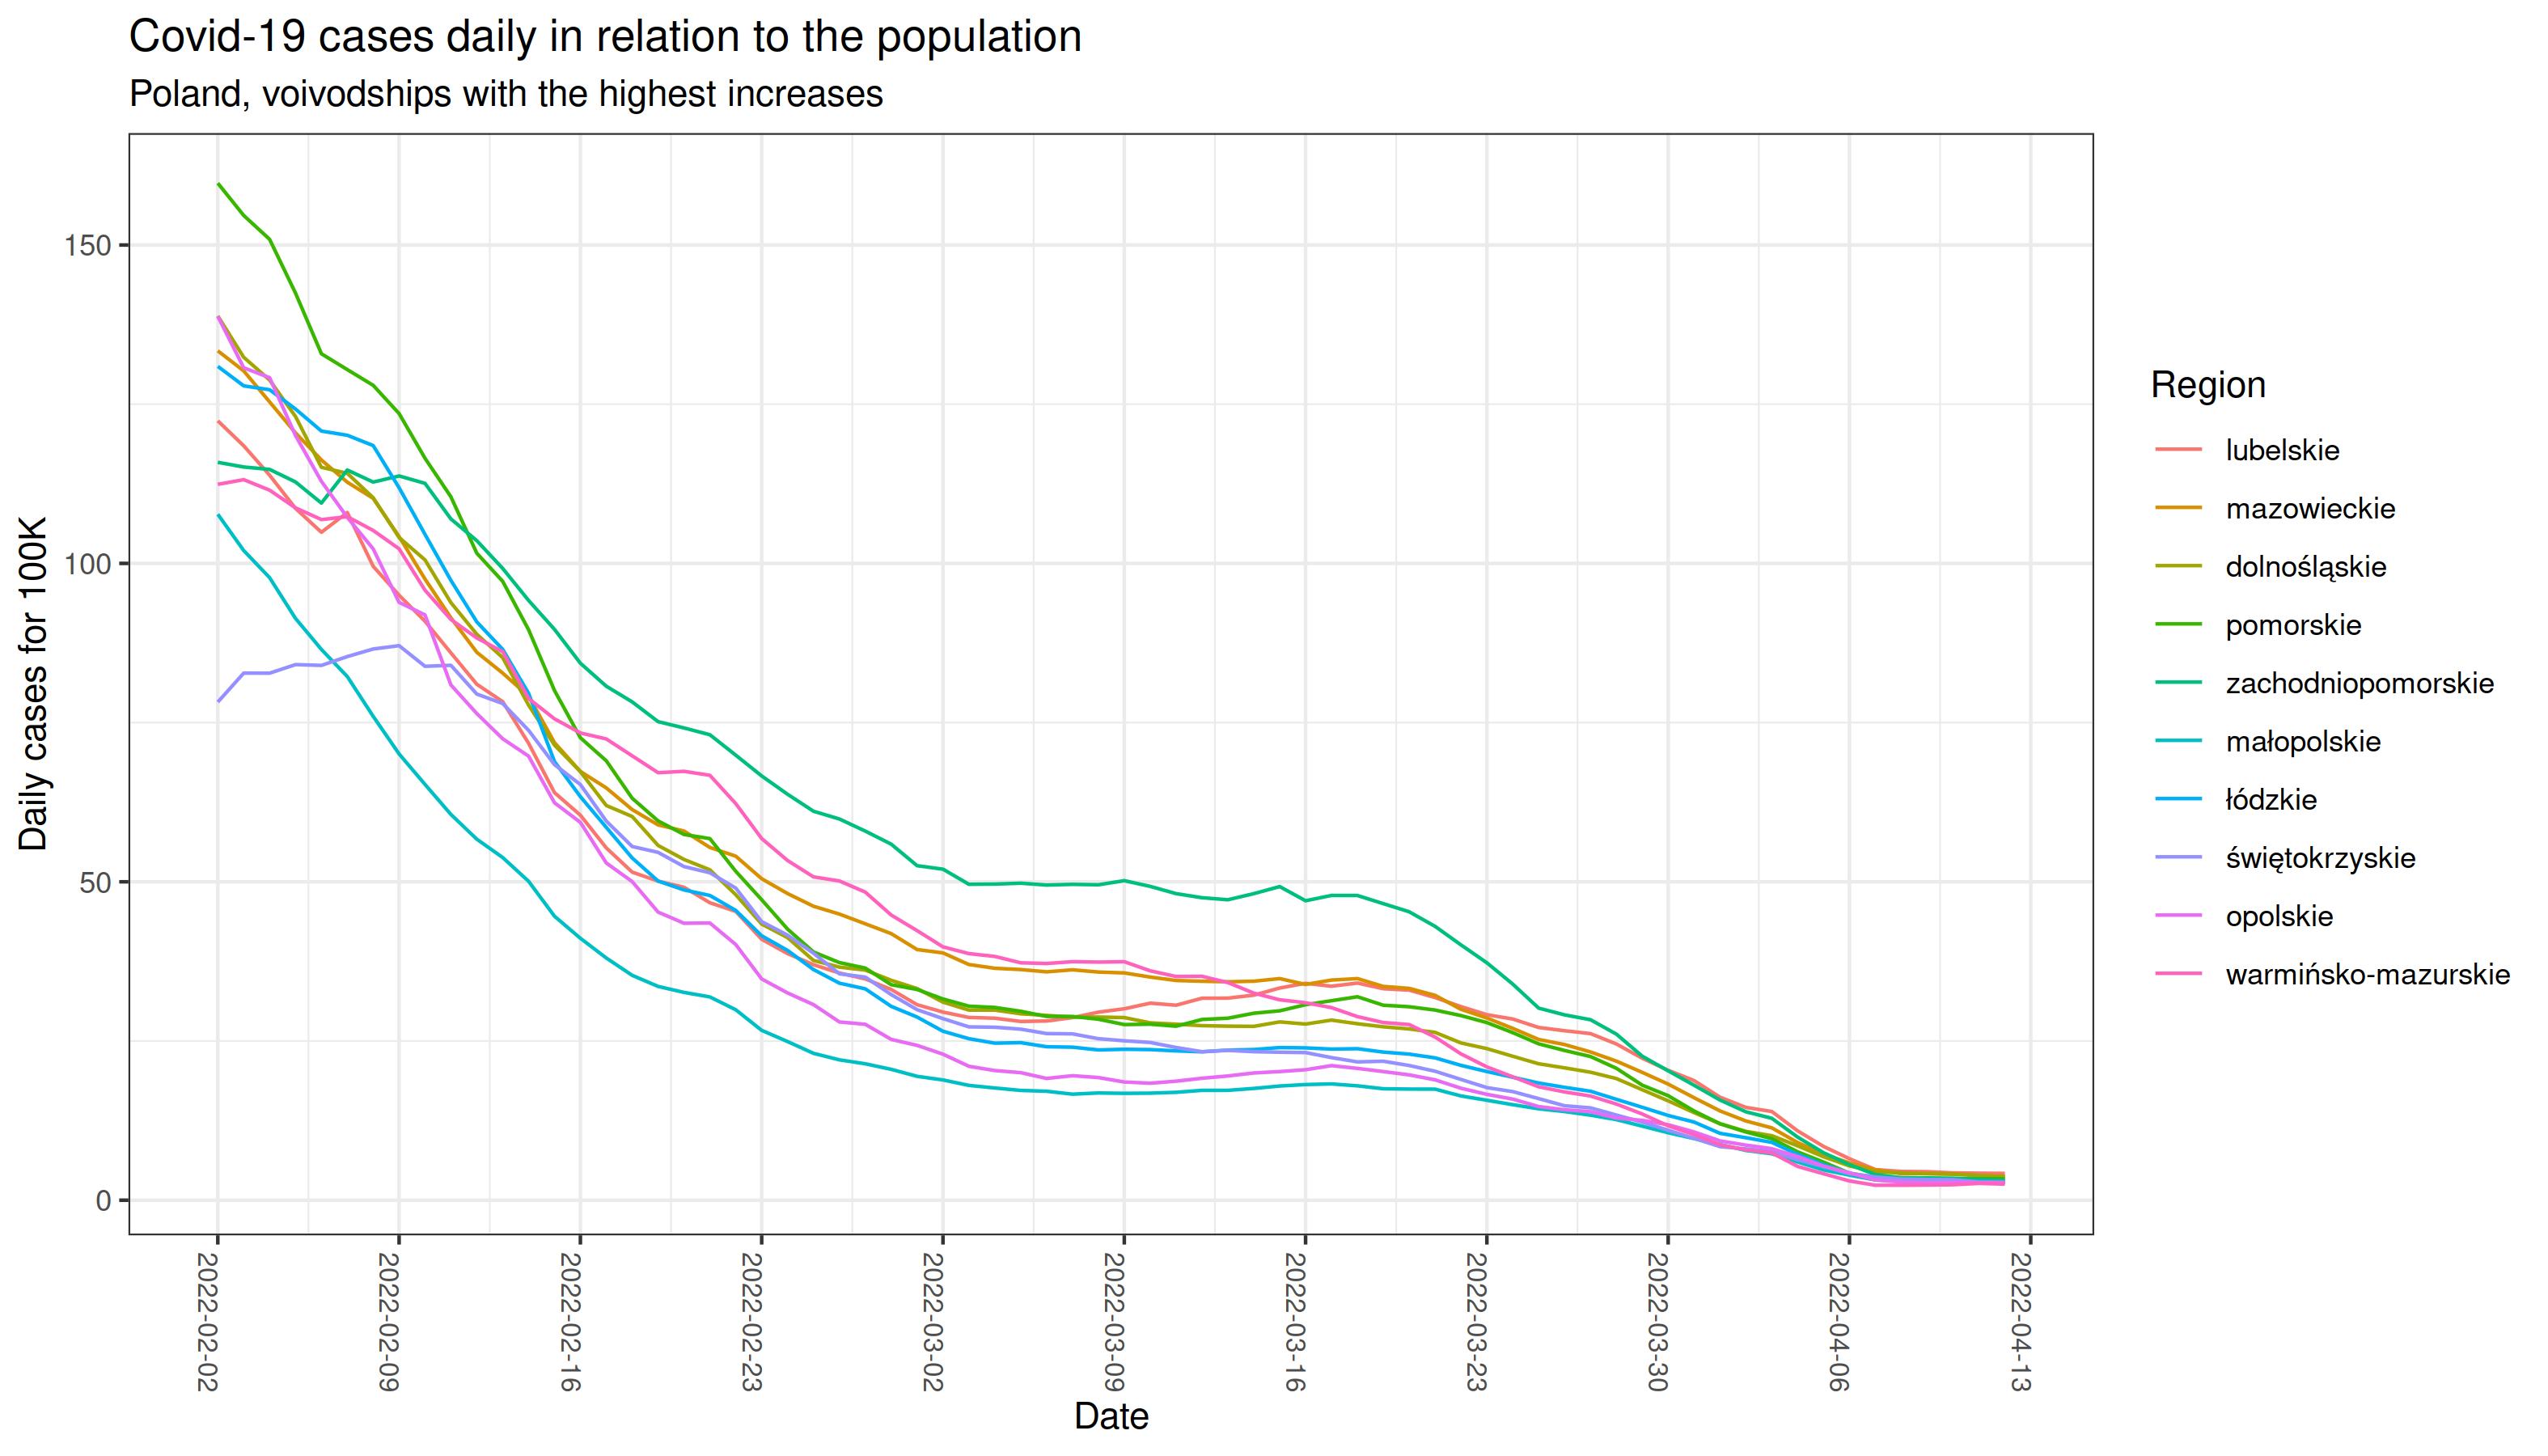 Covid-19 cases daily in relation to the population
Poland, voivodships with the highest increases
Daily cases for 100K
150
100
50
0
2022-02-02
2022-02-09
2022-02-16
2022-02-23
2022-03-02
2022-03-09
2022-03-16
2022-03-23
2022-03-30
2022-04-06
2022-04-13
Date
Region
lubelskie
mazowieckie
dolnośląskie
pomorskie
zachodniopomorskie
małopolskie
łódzkie
świętokrzyskie
opolskie
warmińsko-mazurskie